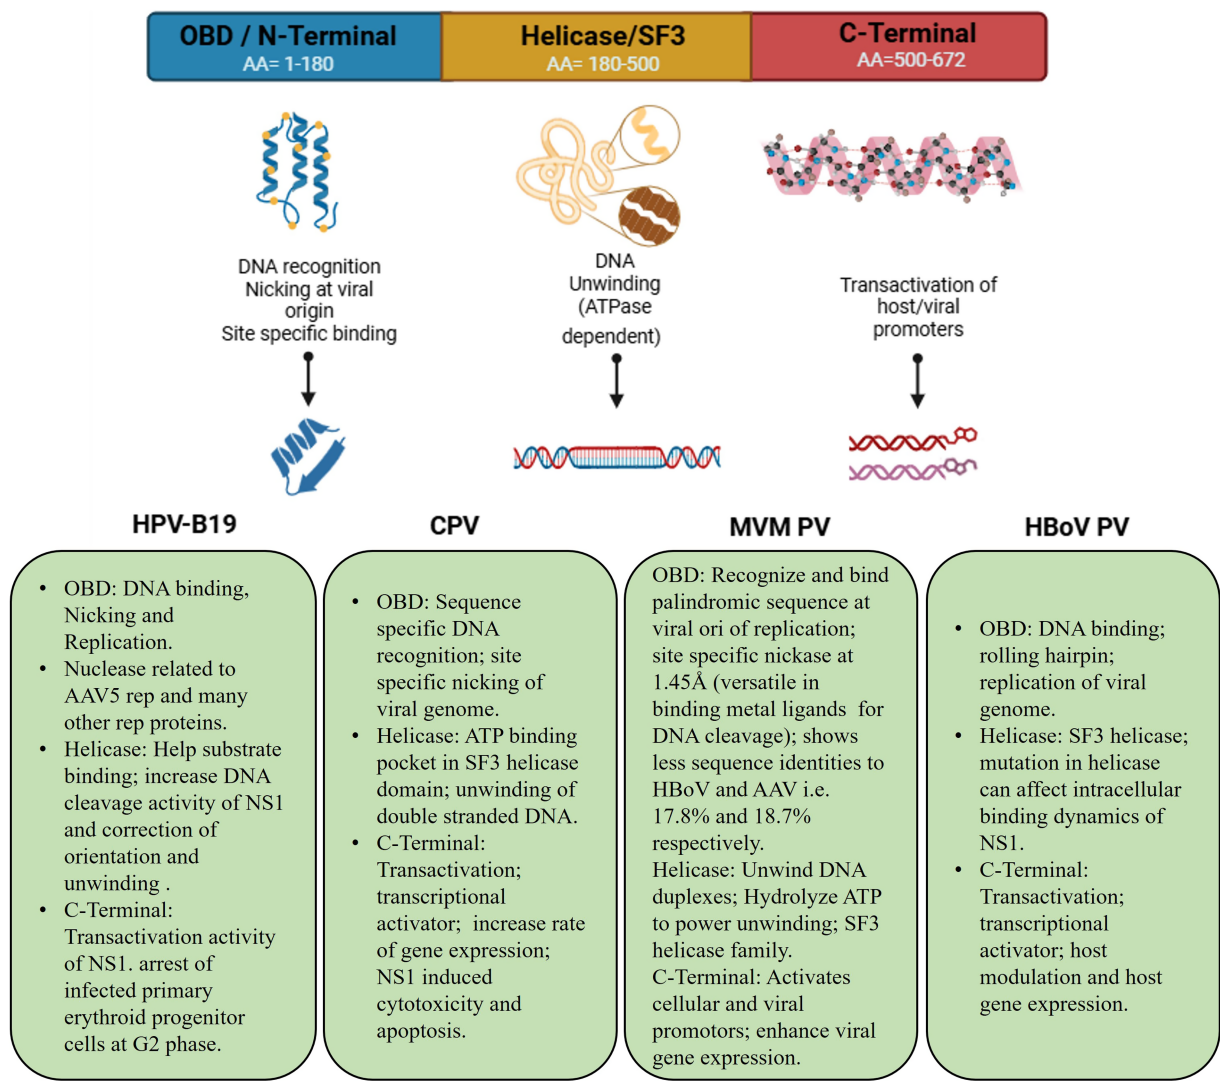 OBD / N-Terminal
AA= 1-180
Helicase/SF3
AA= 180-500
C-Terminal
AA=500-672
DNA recognition
Nicking at viral
origin
Site specific binding
DNA
Unwinding
(ATPase
dependent)
Transactivation of
host/viral
promoters
HPV-B19
• OBD: DNA binding,
Nicking and
Replication.
• Nuclease related to
AAV5 rep and many
other rep proteins.
• Helicase: Help substrate
binding; increase DNA
cleavage activity of NS1
and correction of
orientation and
unwinding .
• C-Terminal:
Transactivation activity
of NS1. arrest of
infected primary
erythroid progenitor
cells at G2 phase.
CPV
• OBD: Sequence
specific DNA
recognition; site
specific nicking of
viral genome.
• Helicase: ATP binding
pocket in SF3 helicase
domain; unwinding of
double stranded DNA.
• C-Terminal:
Transactivation;
transcriptional
activator; increase rate
of gene expression;
NS1 induced
cytotoxicity and
apoptosis.
MVM PV
OBD: Recognize and bind
palindromic sequence at
viral ori of replication;
site specific nickase at
1.45Å (versatile in
binding metal ligands for
DNA cleavage); shows
less sequence identities to
HBoV and AAV i.e.
17.8% and 18.7%
respectively.
Helicase: Unwind DNA
duplexes; Hydrolyze ATP
to power unwinding; SF3
helicase family.
C-Terminal: Activates
cellular and viral
promotors; enhance viral
gene expression.
HBoV PV
• OBD: DNA binding;
rolling hairpin;
replication of viral
genome.
• Helicase: SF3 helicase;
mutation in helicase
can affect intracellular
binding dynamics of
NS1.
• C-Terminal:
Transactivation;
transcriptional
activator; host
modulation and host
gene expression.